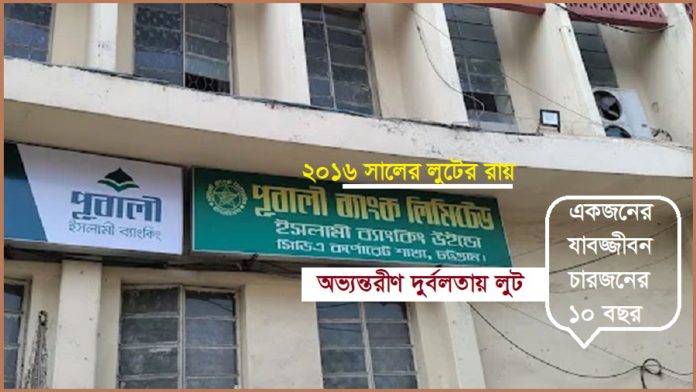 ২০১৬ সালের লুটের রায়
পূবালী
ইসলামী ব্যাংকিং
পূবালী ব্যাংক লিমিটেড
ইসলামী ব্যাংকিং উইন্ডো
সিডিএ কর্পোরেট শাখা, চট্টগ্রাম।
অভ্যন্তরীণ দুর্বলতায় লুট
একজনের
যাবজ্জীবন
চারজনের
১০ বছর